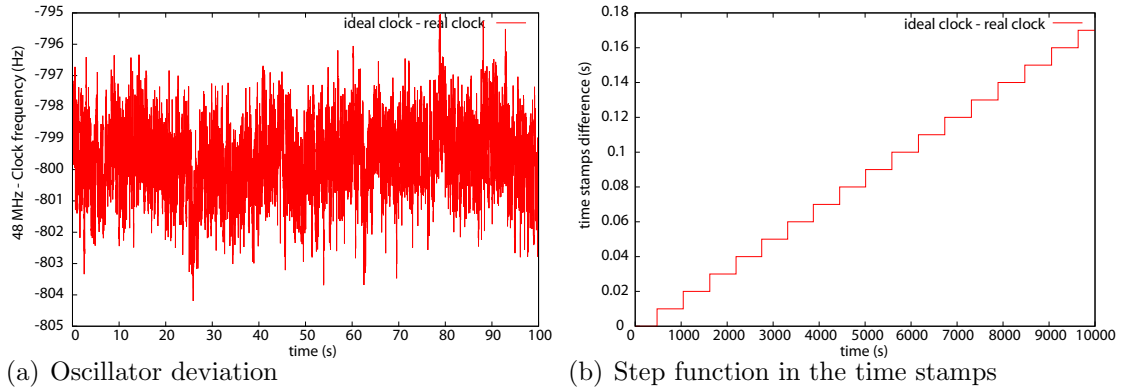 -795
-796
-797
-798
-799
-800
-801
-802
-803
-804
-805
48 MHz - Clock frequency (Hz)
ideal clock - real clock
0 10 20 30 40 50 60 70 80 90 100
time (s)
(a) Oscillator deviation
0.18
0.16
0.14
0.12
0.1
0.08
0.06
0.04
0.02
0
time stamps difference (s)
ideal clock - real clock
0 1000 2000 3000 4000 5000 6000 7000 8000 9000 10000
time (s)
(b) Step function in the time stamps